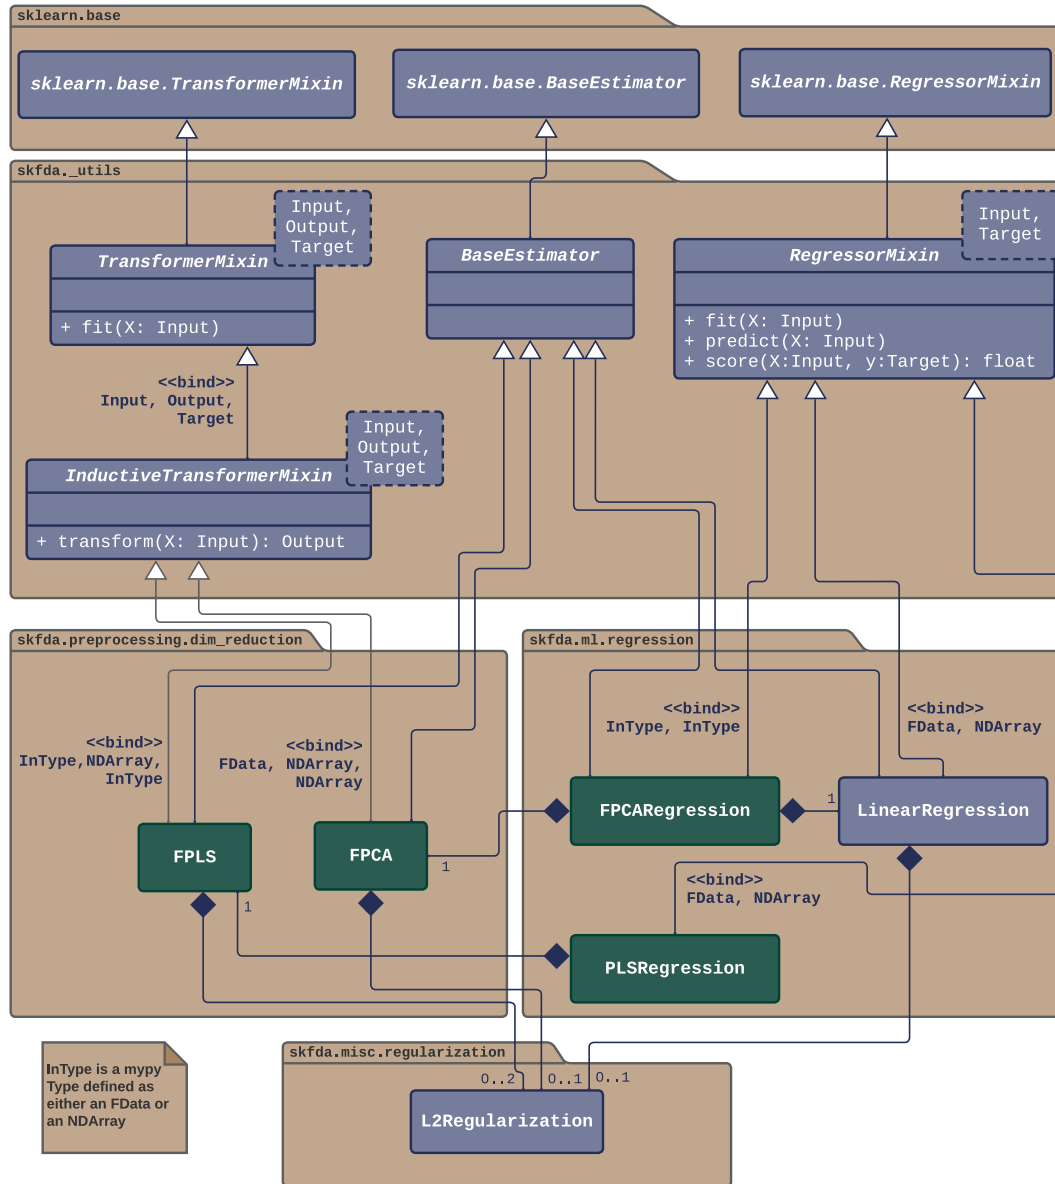 sklearn.base
sklearn.base.TransformerMixin
sklearn.base.BaseEstimator
sklearn.base.RegressorMixin
skfda._utils
Input,
Output,
Target
TransformerMixin
+ fit(X: Input)
BaseEstimator
Input,
Target
RegressorMixin
+ fit(X: Input)
+ predict(X: Input)
+ score(X:Input, y:Target): float
<<bind>>
Input, Output,
Target
Input,
Output,
Target
InductiveTransformerMixin
+ transform(X: Input): Output
skfda.preprocessing.dim_reduction
<<bind>>
InType,NDArray,
InType
<<bind>>
FData, NDArray,
NDArray
FPLS
FPCA
1
1
skfda.ml.regression
<<bind>>
InType, InType
<<bind>>
FData, NDArray
FPCARegression
1
LinearRegression
<<bind>>
FData, NDArray
PLSRegression
InType is a mypy
Type defined as
either an FData or
an NDArray
skfda.misc.regularization
0..2
0..1
0..1
L2Regularization